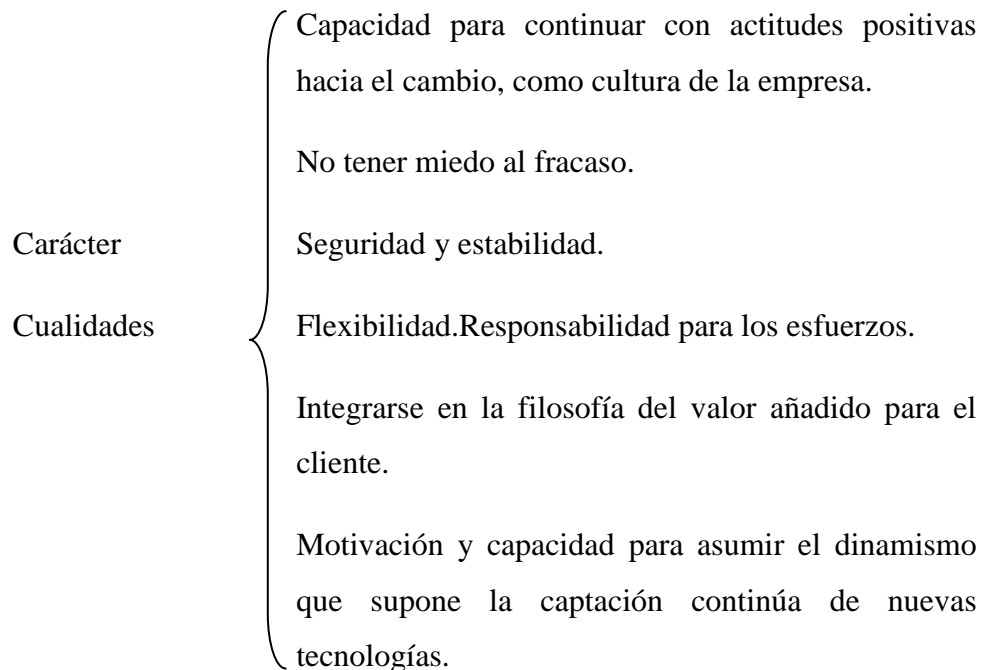 Capacidad para continuar con actitudes positivas
hacia el cambio, como cultura de la empresa.
No tener miedo al fracaso.
Carácter
Seguridad y estabilidad.
Cualidades
Flexibilidad.Responsabilidad para los esfuerzos.
Integrarse en la filosofía del valor añadido para el
cliente.
Motivación y capacidad para asumir el dinamismo
que supone la captación continúa de nuevas
tecnologías.